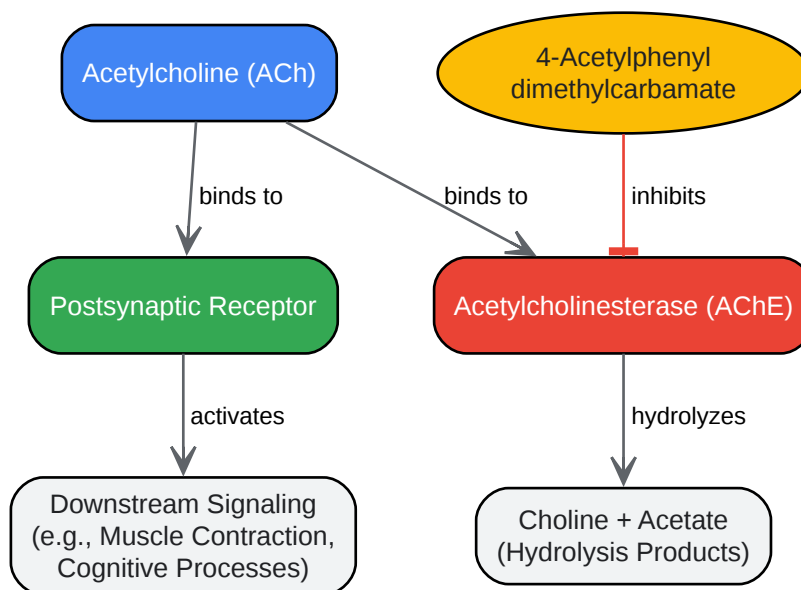 Acetylcholine (ACh)
4-Acetylphenyl
dimethylcarbamate
binds to
binds to
inhibits
Postsynaptic Receptor
Acetylcholinesterase (AChE)
activates
hydrolyzes
Downstream Signaling
(e.g., Muscle Contraction,
Cognitive Processes)
Choline + Acetate
(Hydrolysis Products)